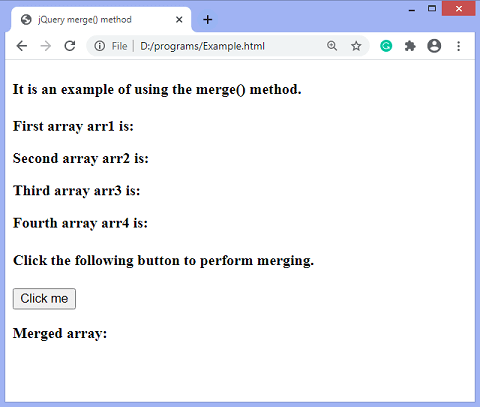 jQuery merge() method
File D:/programs/Example.html
It is an example of using the merge() method.
First array arr1 is:
Second array arr2 is:
Third array arr3 is:
Fourth array arr4 is:
Click the following button to perform merging.
Click me
Merged array: